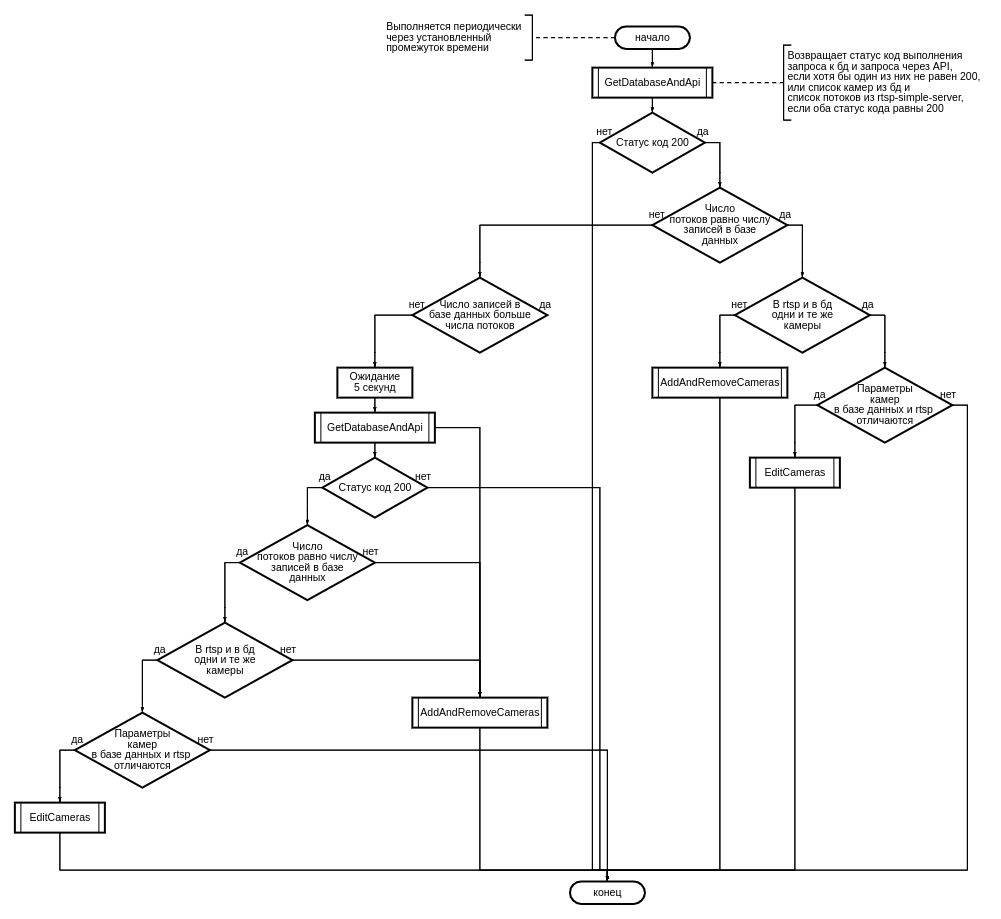 Выполняется периодически
через установленный
промежуток времени
начало
Возвращает статус код выполнения
запроса к бд и запроса через API,
если хотя бы один из них не равен 200,
или список камер из бд и
список потоков из rtsp-simple-server,
если оба статус кода равны 200
GetDatabaseAndApi
нет
да
Статус код 200
нет
да
Число
потоков равно числу
записей в базе
данных
нет
да
Число записей в
базе данных больше
числа потоков
нет
да
В rtsp и в бд
одни и те же
камеры
Ожидание
5 секунд
AddAndRemoveCameras
да
нет
Параметры
камер
в базе данных и rtsp
отличаются
GetDatabaseAndApi
EditCameras
да
нет
Статус код 200
да
нет
Число
потоков равно числу
записей в базе
данных
да
нет
В rtsp и в бд
одни и те же
камеры
AddAndRemoveCameras
да
нет
Параметры
камер
в базе данных и rtsp
отличаются
EditCameras
конец